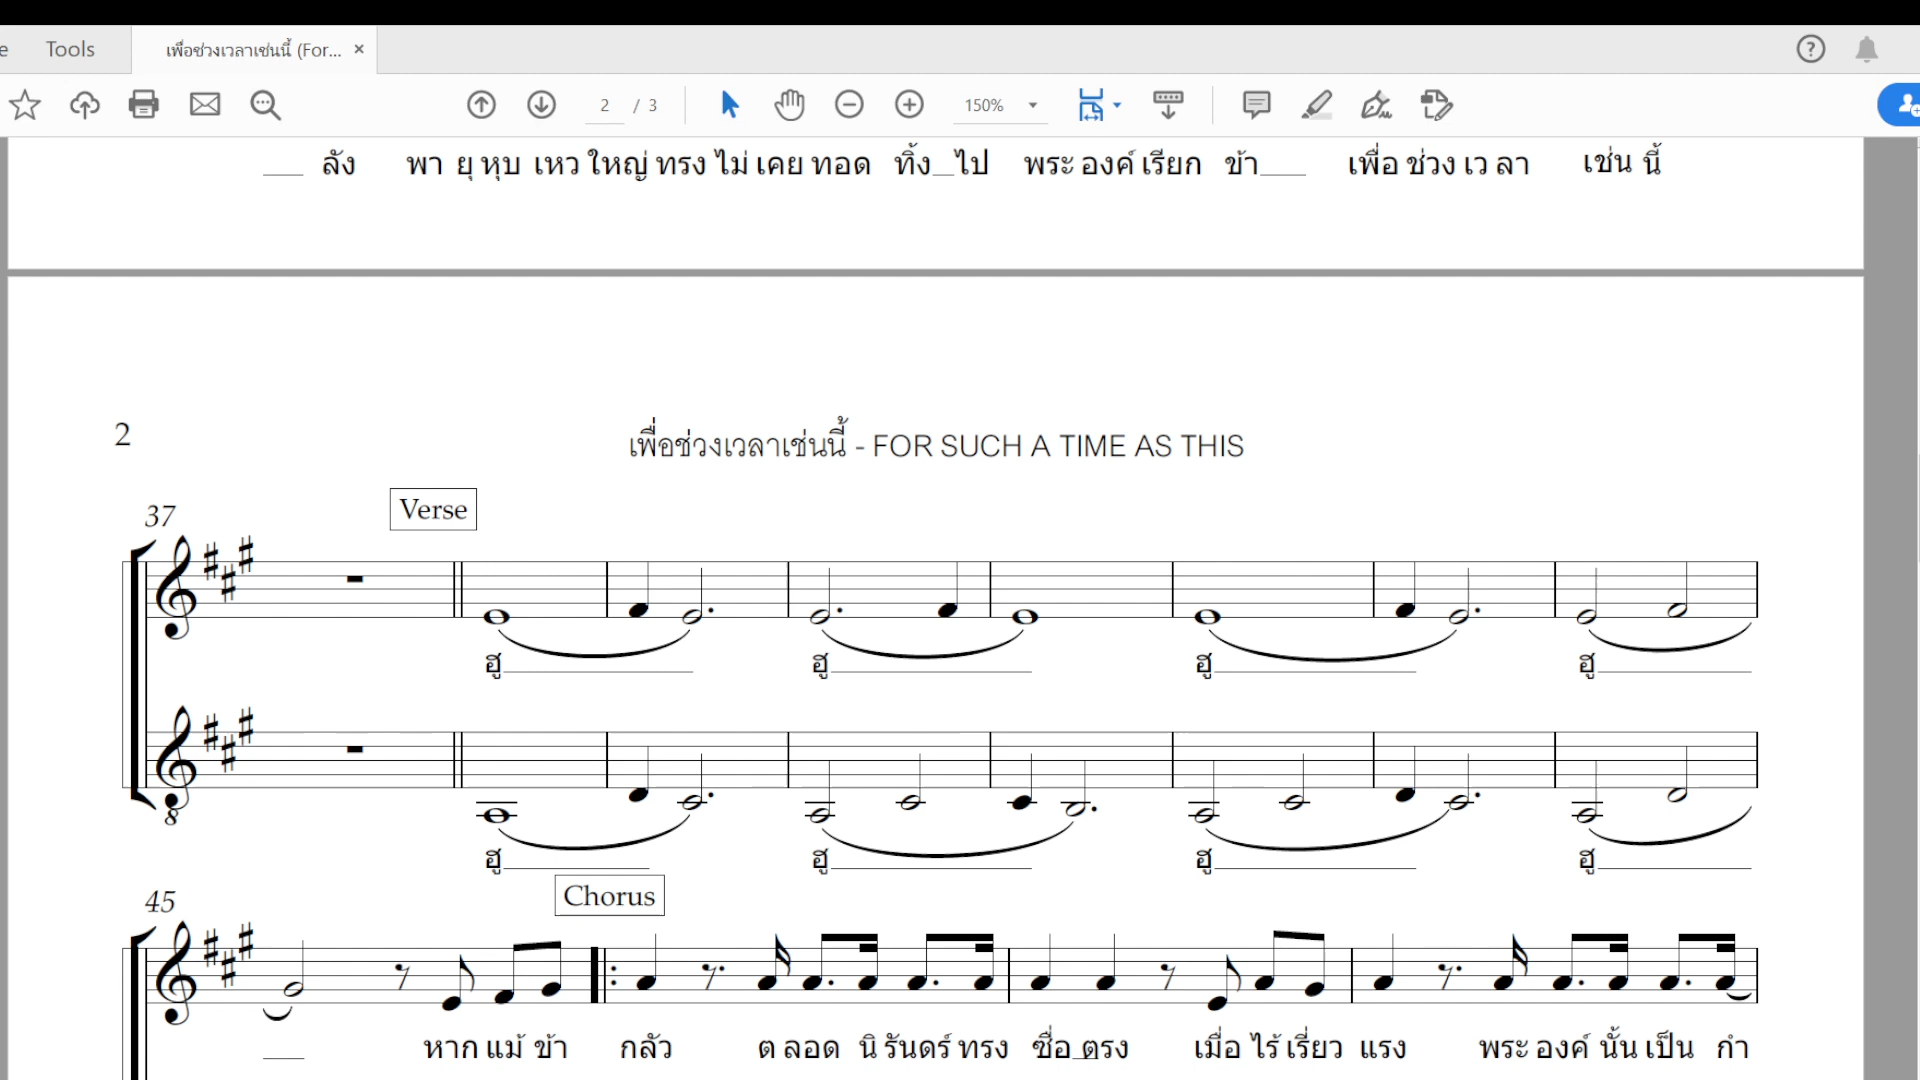 Tools เพื่อช่วงเวลาเช่นนี้ (For... ×
2 / 3 150%
ลัง พา ยุ หุบ เหว ใหญ่ ทรง ไม่ เคย ทอด ทิ้ง ไป พระ องค์ เรียก ข้า เพื่อ ช่วง เว ลา เช่น นี้
2
เพื่อช่วงเวลาเช่นนี้ - FOR SUCH A TIME AS THIS
37 Verse
ฮู ฮู ฮู ฮู
8
ฮู ฮู ฮู ฮู
45 Chorus
หาก แม้ ข้า กลัว ต ลอด นิ รันดร์ ทรง ซื่อ ตรง เมื่อ ไร้ เรี่ยว แรง พระ องค์ นั้น เป็น กำ